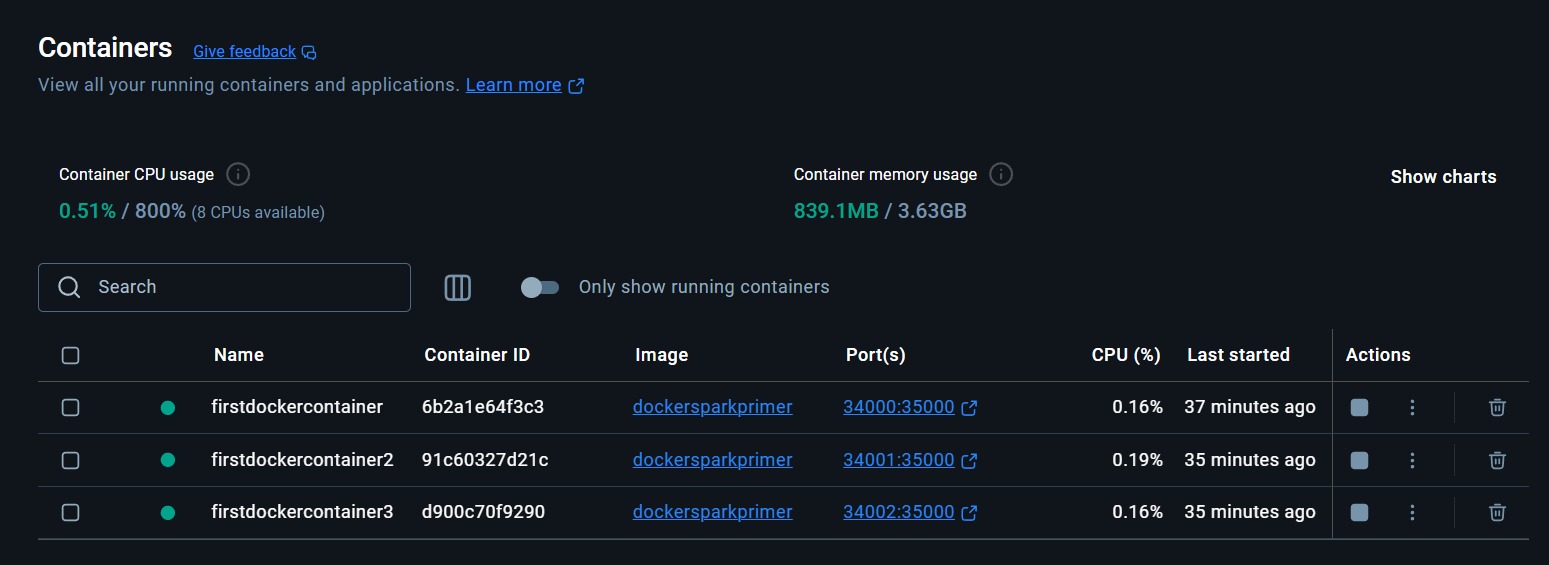 Containers Give feedback
View all your running containers and applications. Learn more
Container CPU usage Container memory usage Show charts
0.51% / 800% (8 CPUs available) 839.1MB / 3.63GB
Search Only show running containers
Name Container ID Image Port(s) CPU (%) Last started Actions
firstdockercontainer 6b2a1e64f3c3 dockersparkprimer 34000:35000 0.16% 37 minutes ago
firstdockercontainer2 91c60327d21c dockersparkprimer 34001:35000 0.19% 35 minutes ago
firstdockercontainer3 d900c70f9290 dockersparkprimer 34002:35000 0.16% 35 minutes ago